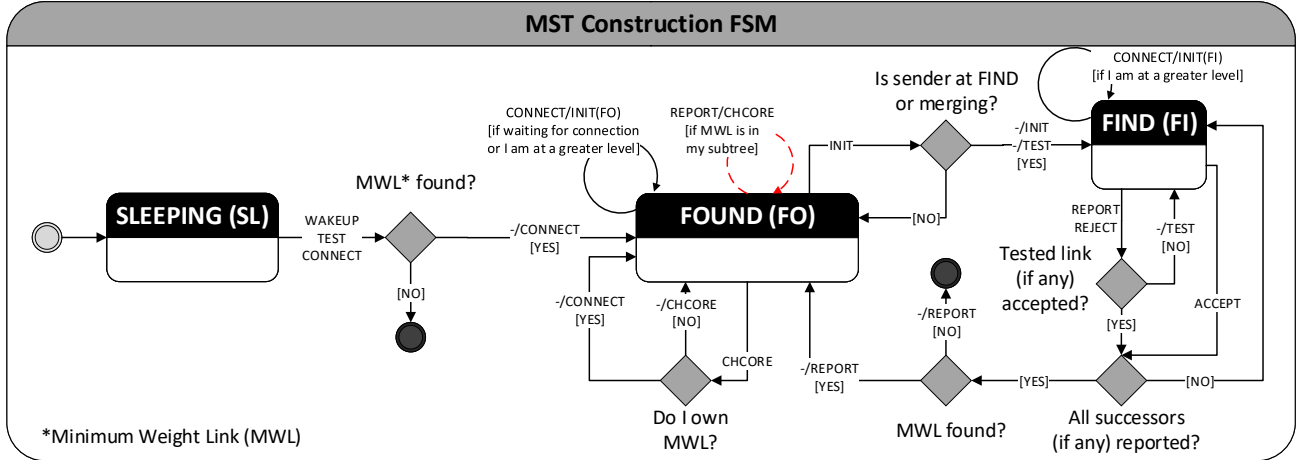 MST Construction FSM
CONNECT/INIT(FI)
[if I am at a greater level]
Is sender at FIND
or merging?
CONNECT/INIT(FO)
[if waiting for connection
or I am at a greater level]
REPORT/CHCORE
[if MWL is in
my subtree]
FIND (FI)
INIT
-/INIT
-/TEST
[YES]
MWL* found?
SLEEPING (SL)
WAKEUP
TEST
CONNECT
-/CONNECT
[YES]
FOUND (FO)
[NO]
REPORT
REJECT
-/TEST
[NO]
Tested link
(if any)
accepted?
[NO]
-/CONNECT
[YES]
-/CHCORE
[NO]
CHCORE
-/REPORT
[NO]
ACCEPT
[YES]
-/REPORT
[YES]
[YES]
[NO]
Do I own
MWL?
MWL found?
All successors
(if any) reported?
*Minimum Weight Link (MWL)